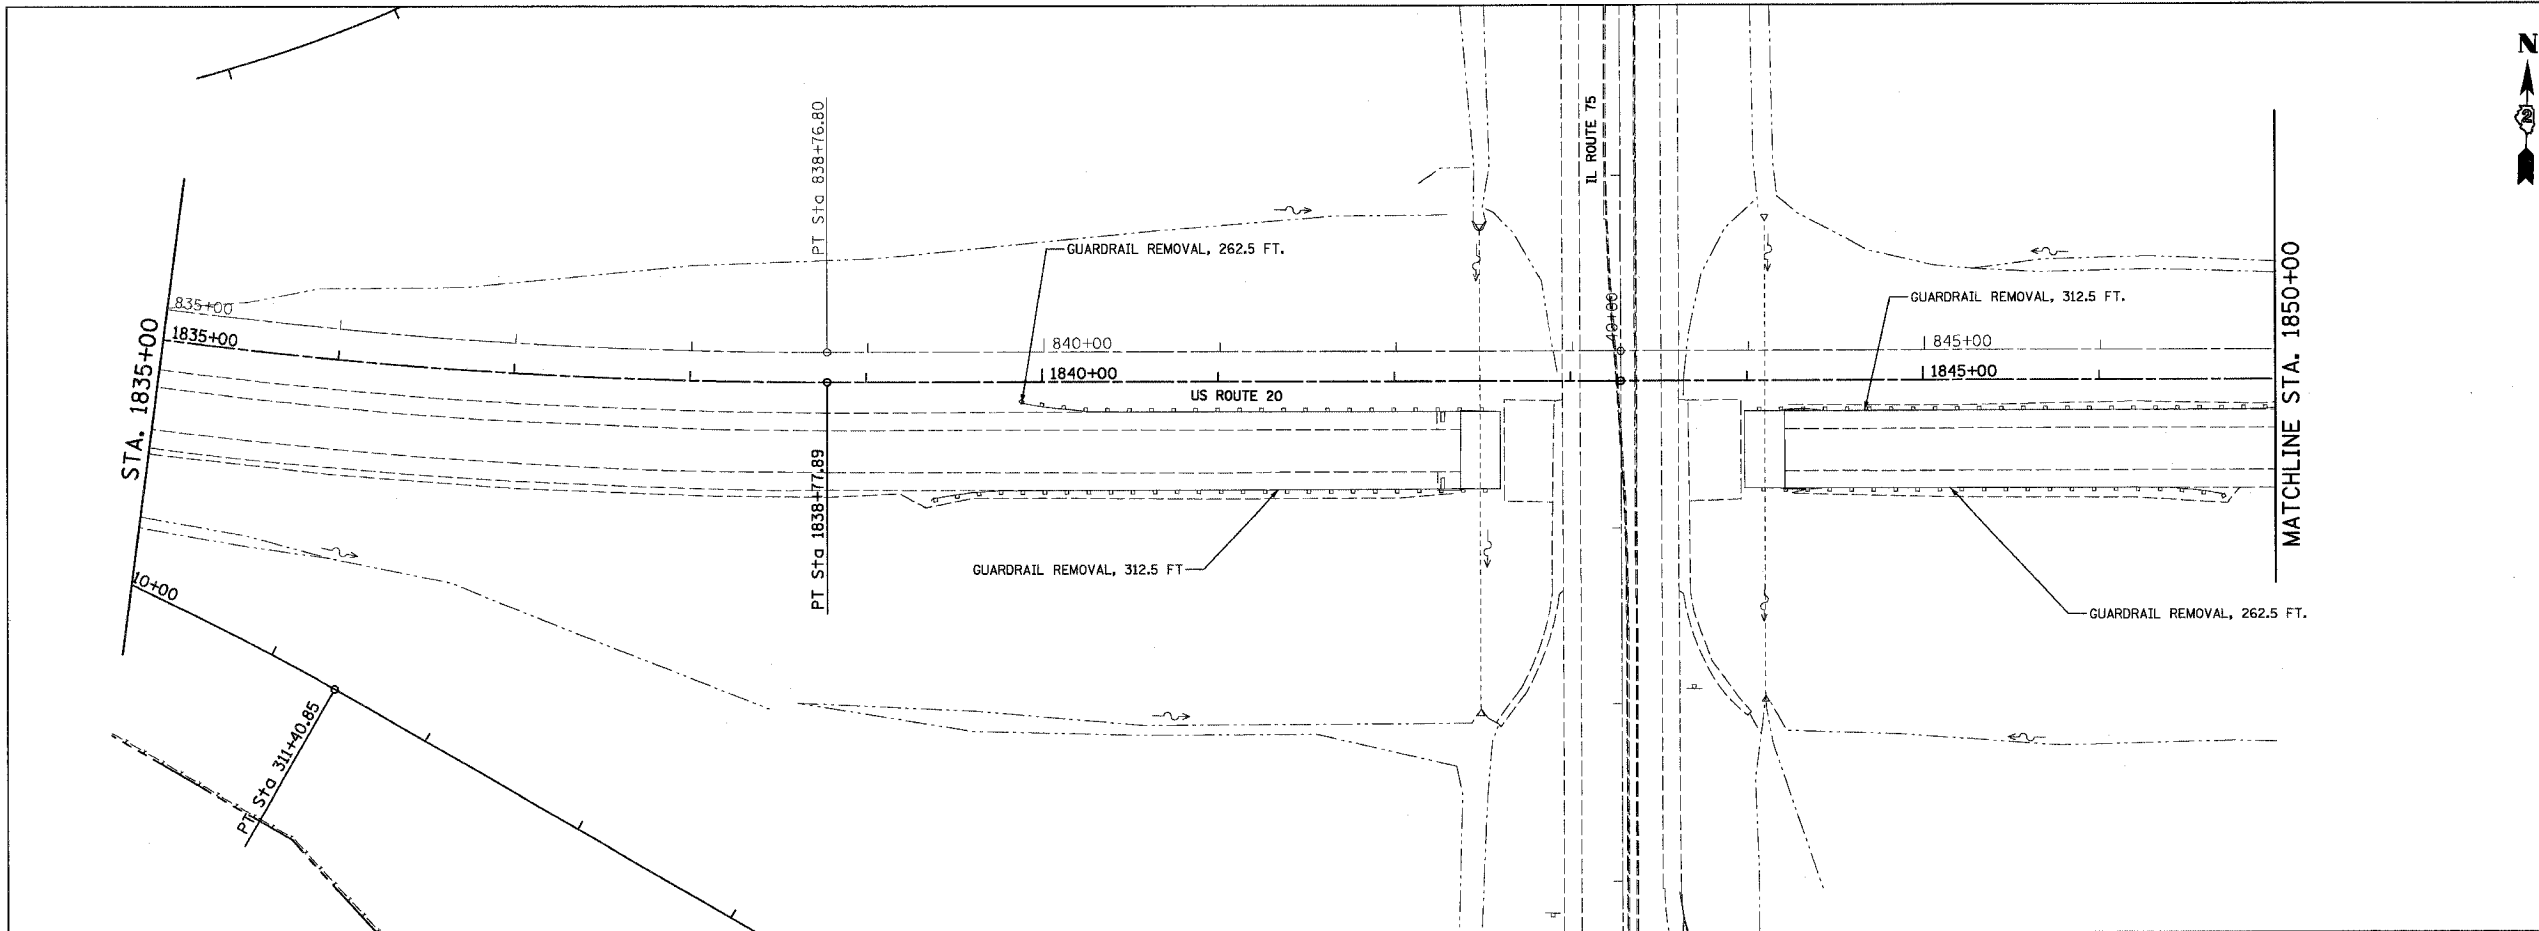 N
2
IL ROUTE 75
PT Sta 838+76.80
GUARDRAIL REMOVAL, 262.5 FT.
GUARDRAIL REMOVAL, 312.5 FT.
835+00
1835+00
840+00
1840+00
40+00
845+00
1845+00
US ROUTE 20
STA. 1835+00
MATCHLINE STA. 1850+00
PT Sta 1838+77.89
GUARDRAIL REMOVAL, 312.5 FT
GUARDRAIL REMOVAL, 262.5 FT.
10+00
PT Sta 311+40.85